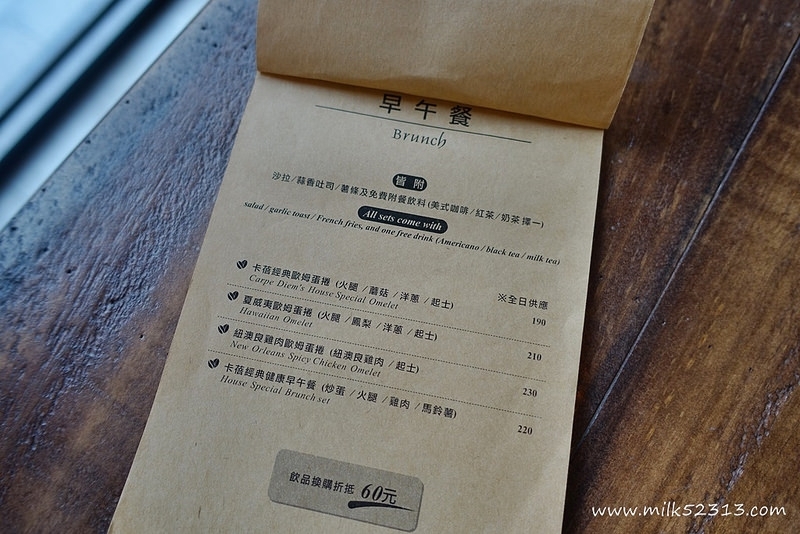 早午餐
Brunch
皆附
沙拉/蒜香吐司/薯條及免費附餐飲料(美式咖啡/紅茶/奶茶 擇一)
All sets come with
salad / garlic toast / French fries, and one free drink (Americano / black tea / milk tea)
※全日供應
卡蓓經典歐姆蛋捲 (火腿 / 蘑菇 / 洋蔥 / 起士) 190
Carpe Diem's House Special Omelet
夏威夷歐姆蛋捲 (火腿 / 鳳梨 / 洋蔥 / 起士) 210
Hawaiian Omelet
紐澳良雞肉歐姆蛋捲 (紐澳良雞肉 / 起士) 230
New Orleans Spicy Chicken Omelet
卡蓓經典健康早午餐 (炒蛋 / 火腿 / 雞肉 / 馬鈴薯) 220
House Special Brunch set
飲品換購折抵 60元
www.milk52313.com